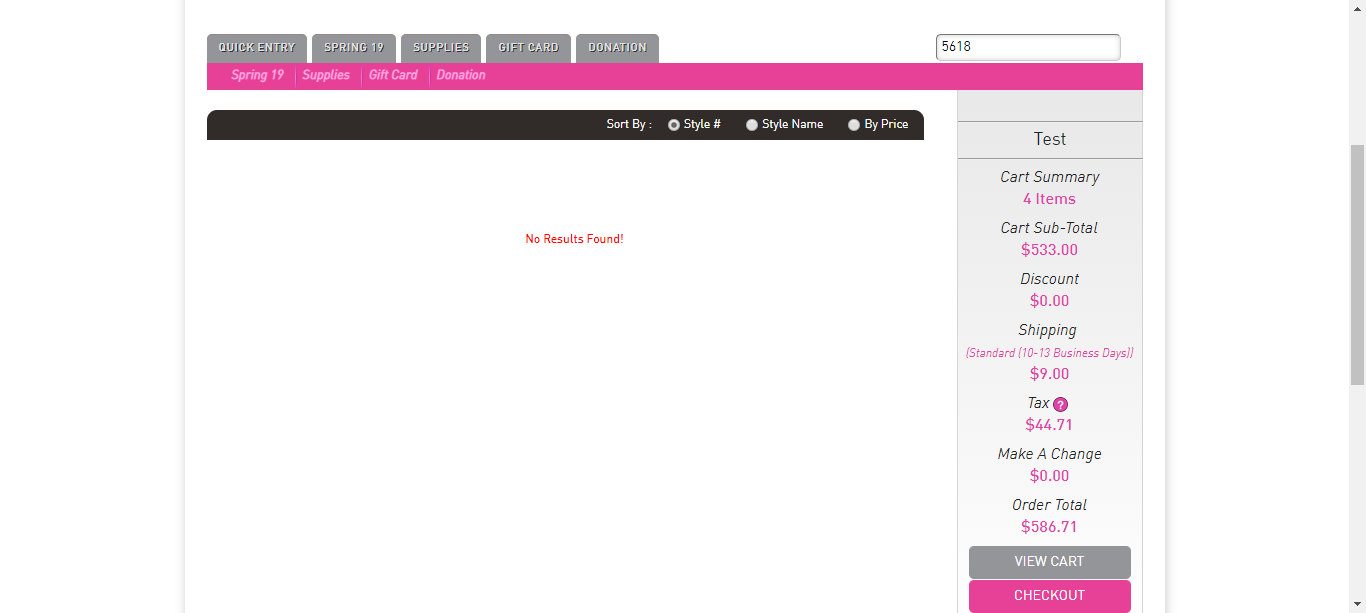 QUICK ENTRY SPRING 19 SUPPLIES GIFT CARD DONATION 5618
Spring 19 Supplies Gift Card Donation
Sort By : Style # Style Name By Price
No Results Found!
Test
Cart Summary
4 Items
Cart Sub-Total
$533.00
Discount
$0.00
Shipping
(Standard (10-13 Business Days))
$9.00
Tax ?
$44.71
Make A Change
$0.00
Order Total
$586.71
VIEW CART
CHECKOUT